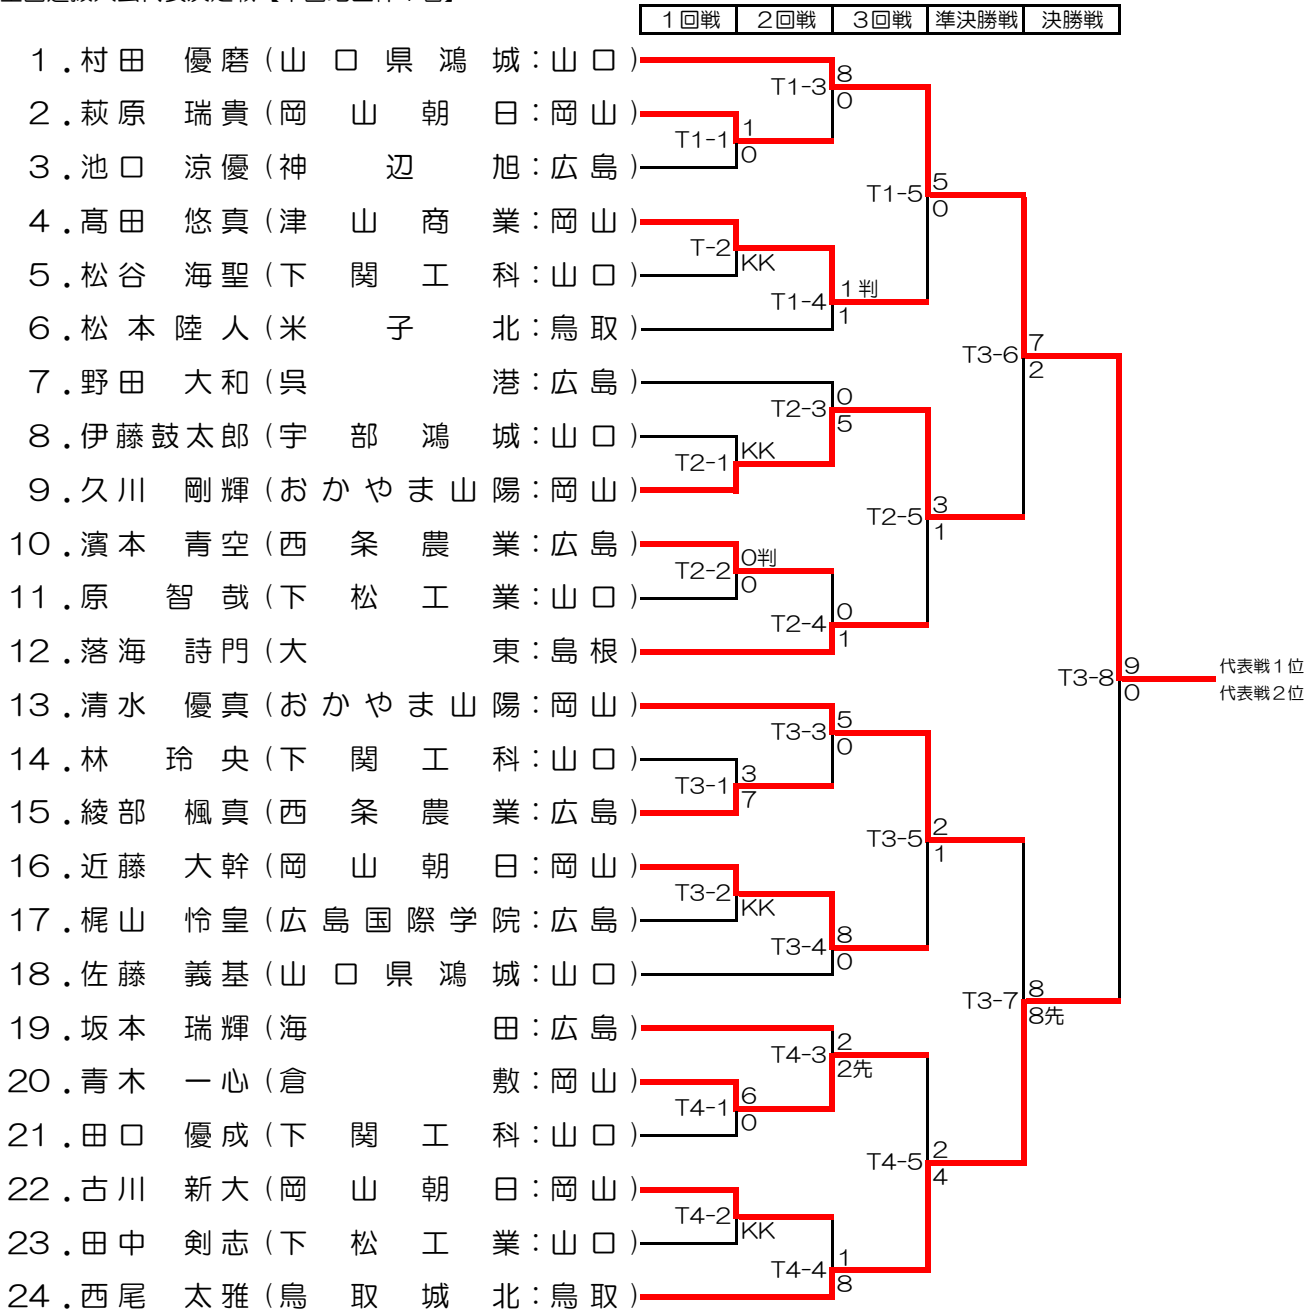 1回戦 2回戦 3回戦 準決勝戦 決勝戦
1.村田 優磨(山口県鴻城:山口)
T1-3 8
0
2.萩原 瑞貴(岡山朝日:岡山)
T1-1 1
0
3.池口 涼優(神辺旭:広島)
T1-5 5
0
4.髙田 悠真(津山商業:岡山)
T-2
KK
5.松谷 海聖(下関工科:山口)
T1-4 1判
1
6.松本陸人(米子北:鳥取)
T3-6 7
2
7.野田 大和(呉港:広島)
T2-3 0
5
8.伊藤鼓太郎(宇部鴻城:山口)
T2-1 KK
9.久川 剛輝(おかやま山陽:岡山)
T2-5 3
1
10.濱本 青空(西条農業:広島)
T2-2 0判
0
11.原 智哉(下松工業:山口)
T2-4 0
1
12.落海 詩門(大東:島根)
T3-8 9
0
代表戦1位
代表戦2位
13.清水 優真(おかやま山陽:岡山)
T3-3 5
0
14.林 玲央(下関工科:山口)
T3-1 3
7
15.綾部 楓真(西条農業:広島)
T3-5 2
1
16.近藤 大幹(岡山朝日:岡山)
T3-2
KK
17.梶山 怜皇(広島国際学院:広島)
T3-4 8
0
18.佐藤 義基(山口県鴻城:山口)
T3-7 8
8先
19.坂本 瑞輝(海田:広島)
T4-3 2
2先
20.青木 一心(倉敷:岡山)
T4-1 6
0
21.田口 優成(下関工科:山口)
T4-5 2
4
22.古川 新大(岡山朝日:岡山)
T4-2
KK
23.田中 剣志(下松工業:山口)
T4-4 1
8
24.西尾 太雅(鳥取城北:鳥取)